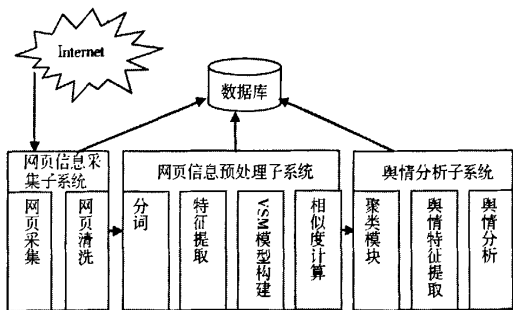 Internet
数据库
网页信息采
集子系统
网页信息预处理子系统
舆情分析子系统
网页采集
网页清洗
分词
特征提取
VSM模型构建
相似度计算
聚类模块
舆情特征提取
舆情分析